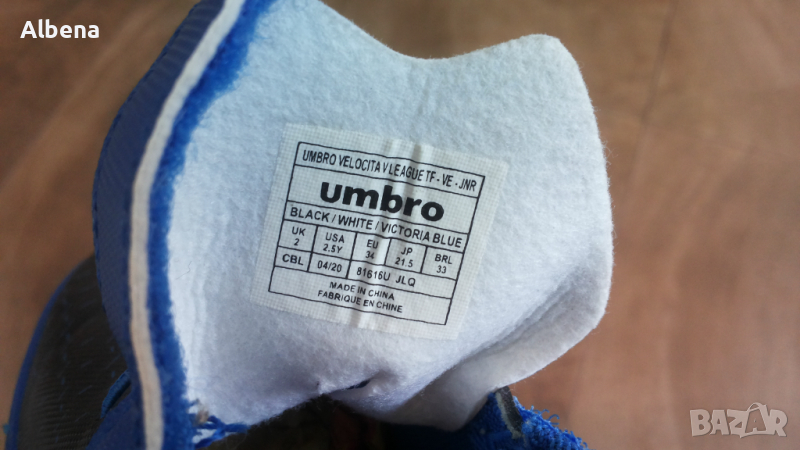 Albena
UMBRO VELOCITA V LEAGUE TF - VE - JNR
umbro
BLACK / WHITE / VICTORIA BLUE
UK USA EU JP BRL
2 2.5Y 34 21.5 33
CBL 04/20 81616U JLQ
MADE IN CHINA
FABRIQUE EN CHINE
BAZAR